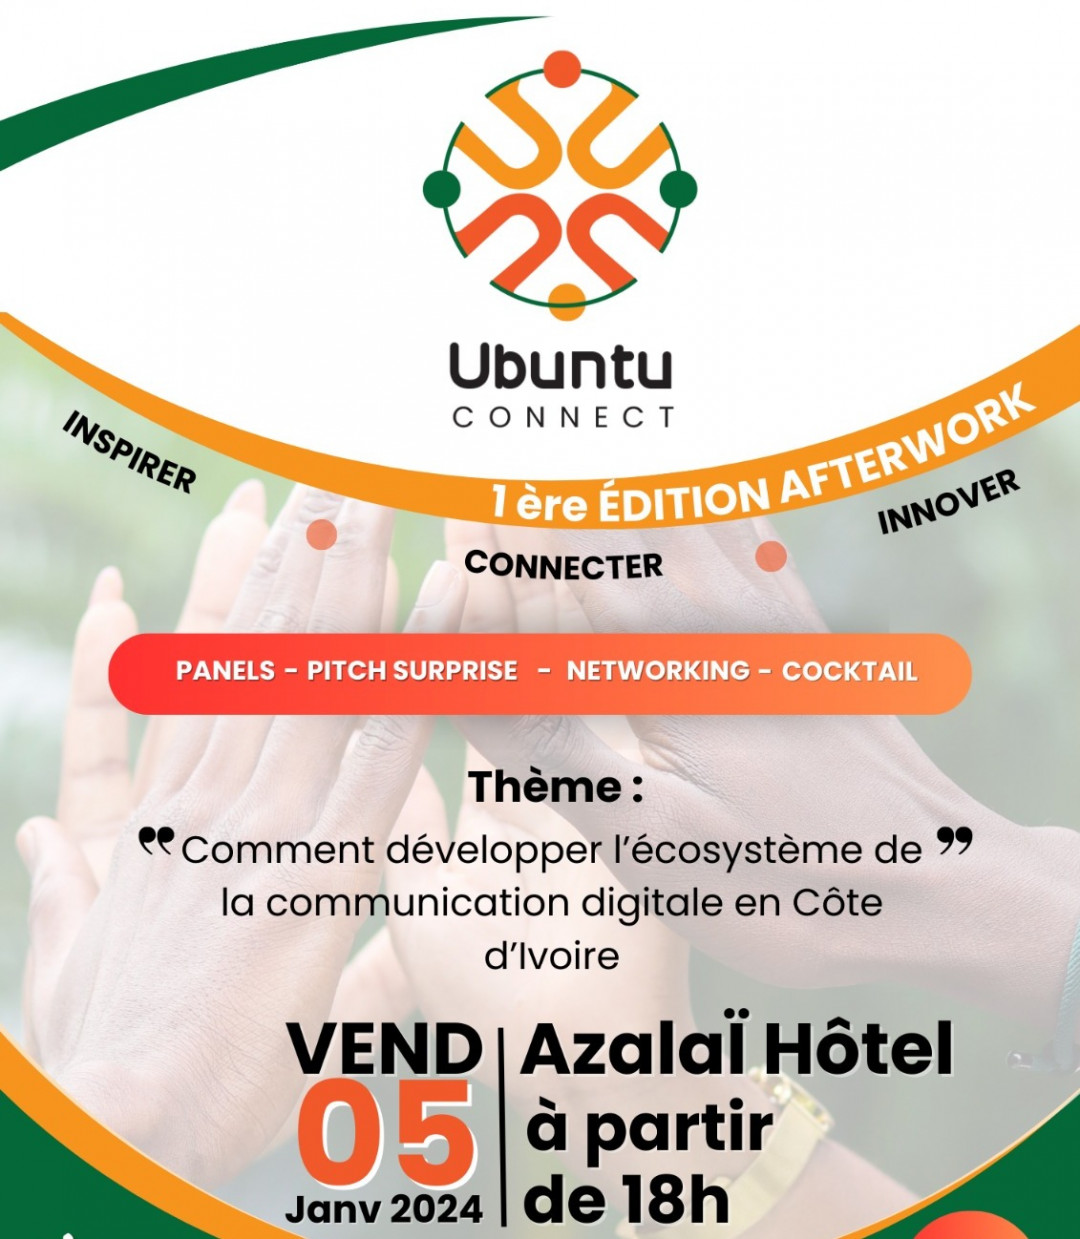 Ubuntu
CONNECT
1ère ÉDITION AFTERWORK
INSPIRER
CONNECTER
INNOVER
PANELS - PITCH SURPRISE - NETWORKING - COCKTAIL
Thème :
❞ Comment développer l’écosystème de ❞
la communication digitale en Côte
d’Ivoire
VEND
05
Janv 2024
AzalaÏ Hôtel
à partir
de 18h